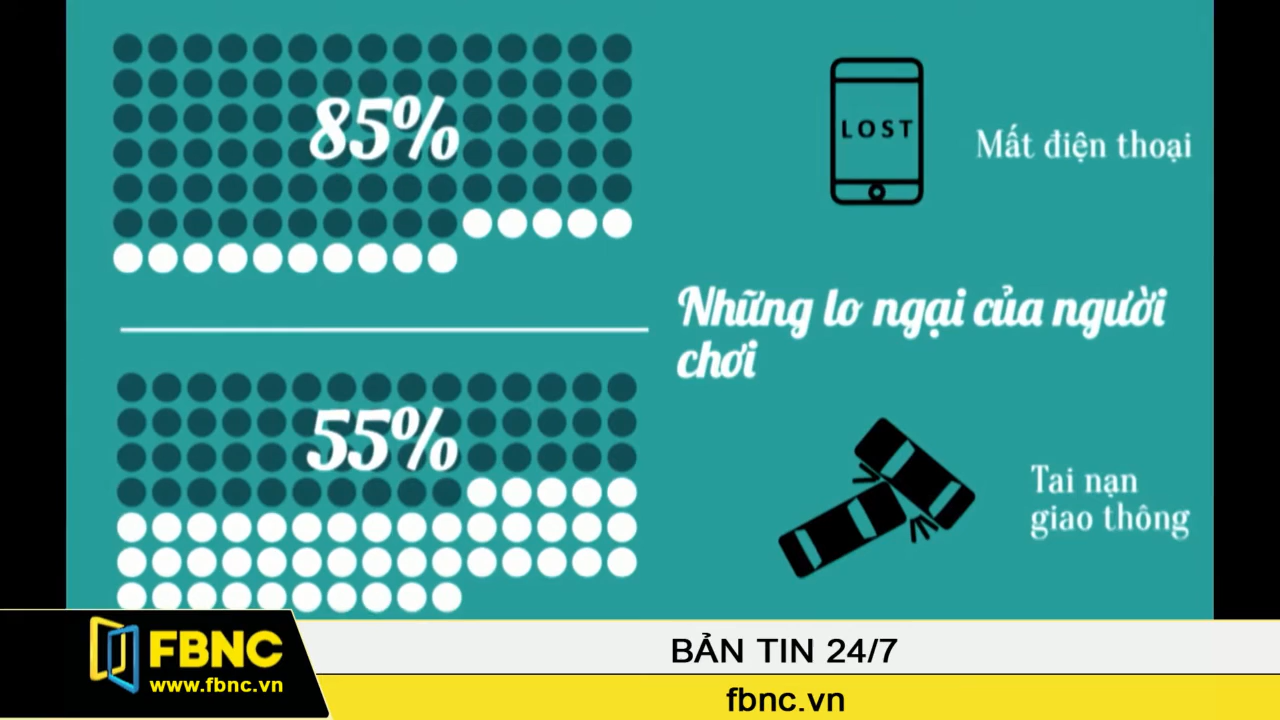 85%
LOST
Mất điện thoại
Những lo ngại của người
chơi
55%
Tai nạn
giao thông
FBNC
www.fbnc.vn
BẢN TIN 24/7
fbnc.vn